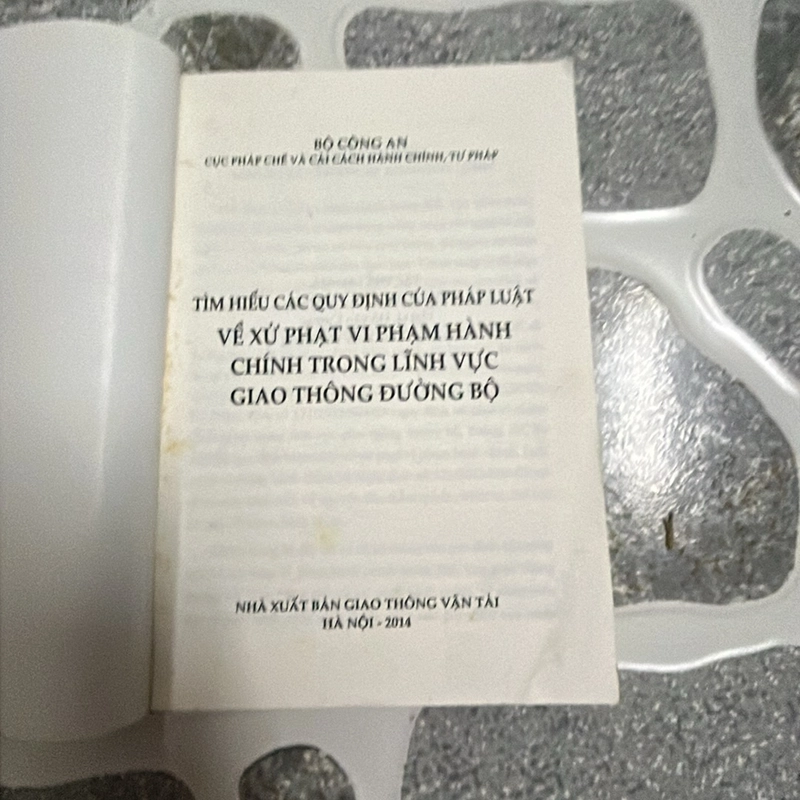 BỘ CÔNG AN
CỤC PHÁP CHẾ VÀ CẢI CÁCH HÀNH CHÍNH, TƯ PHÁP
TÌM HIỂU CÁC QUY ĐỊNH CỦA PHÁP LUẬT
VỀ XỬ PHẠT VI PHẠM HÀNH
CHÍNH TRONG LĨNH VỰC
GIAO THÔNG ĐƯỜNG BỘ
NHÀ XUẤT BẢN GIAO THÔNG VẬN TẢI
HÀ NỘI - 2014